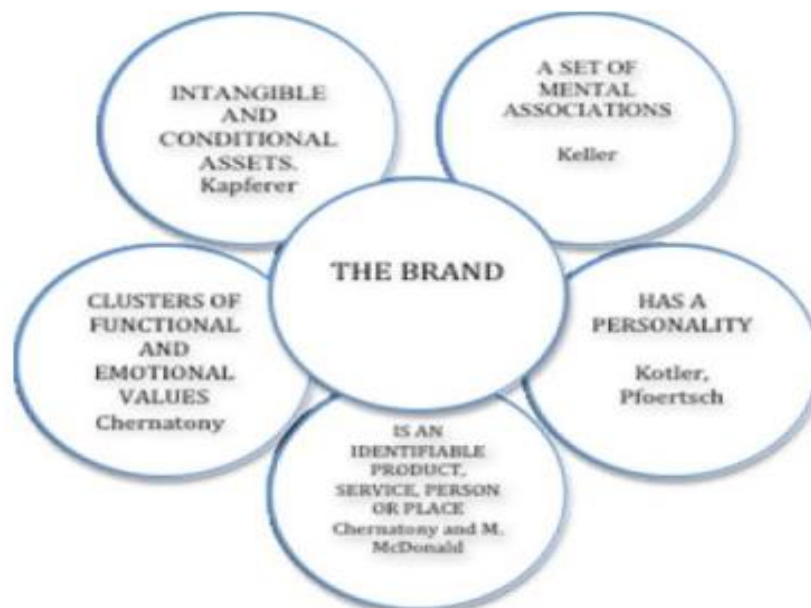 INTANGIBLE
AND
CONDITIONAL
ASSETS.
Kapferer
A SET OF
MENTAL
ASSOCIATIONS
Keller
THE BRAND
CLUSTERS OF
FUNCTIONAL
AND
EMOTIONAL
VALUES
Chernatony
HAS A
PERSONALITY
Kotler,
Pfoertsch
IS AN
IDENTIFIABLE
PRODUCT,
SERVICE, PERSON
OR PLACE
Chernatony and M.
McDonald